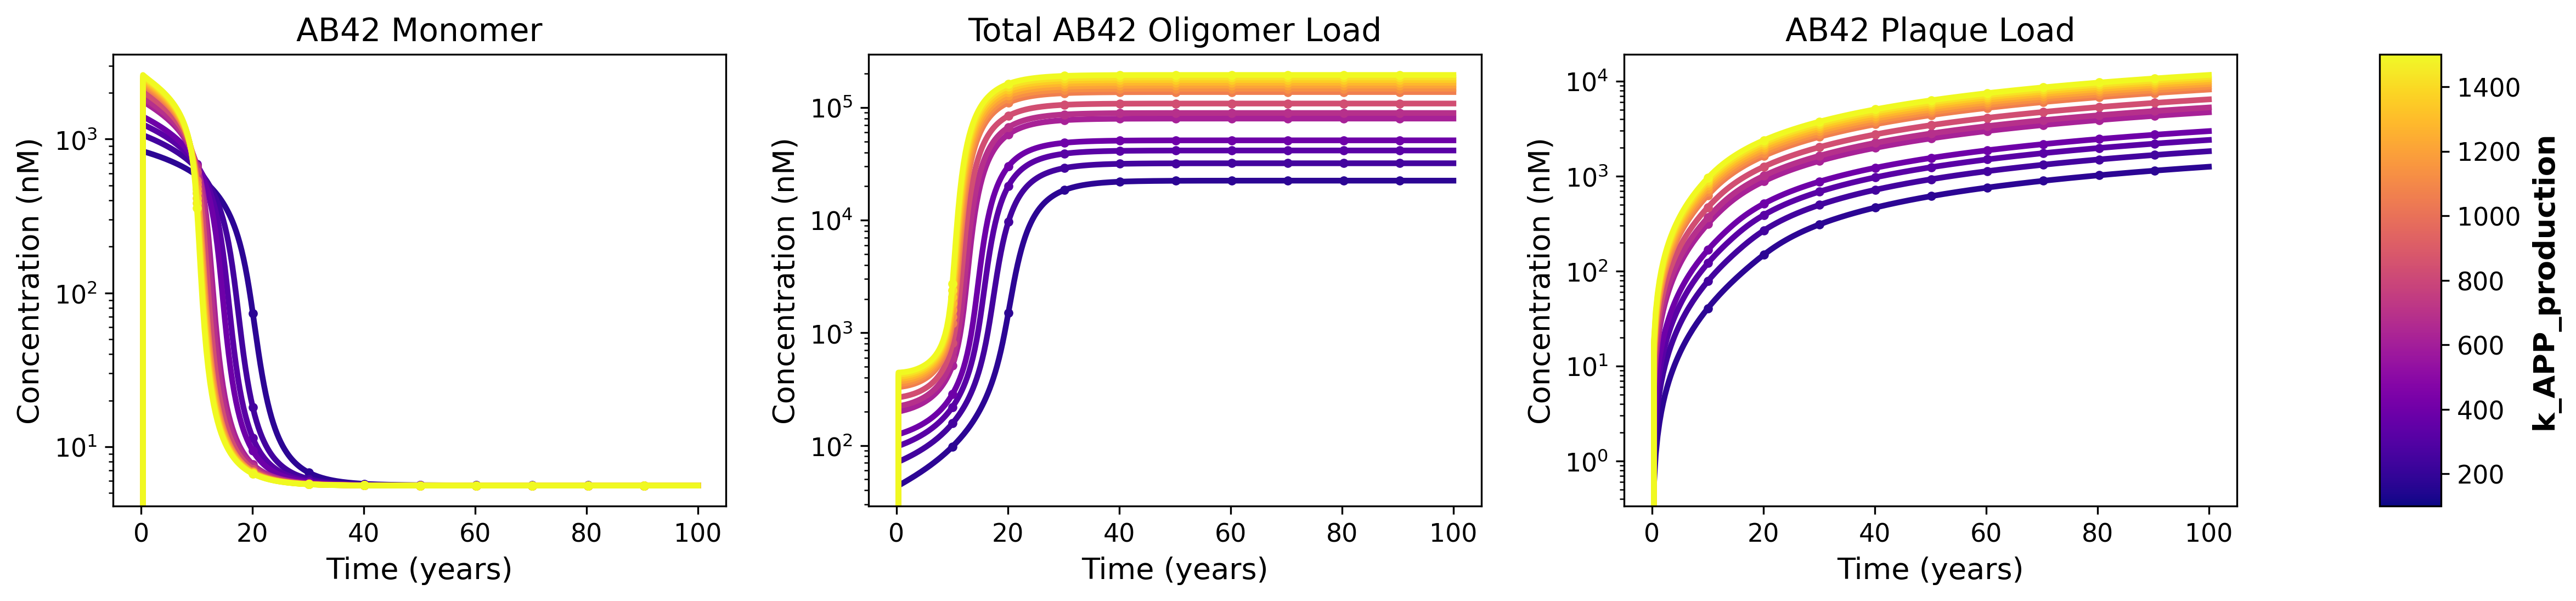 AB42 Monomer
Concentration (nM)
10³
10²
10¹
0 20 40 60 80 100
Time (years)
Total AB42 Oligomer Load
Concentration (nM)
10⁵
10⁴
10³
10²
0 20 40 60 80 100
Time (years)
AB42 Plaque Load
Concentration (nM)
10⁴
10³
10²
10¹
10⁰
0 20 40 60 80 100
Time (years)
1400
1200
1000
800
600
400
200
k_APP_production